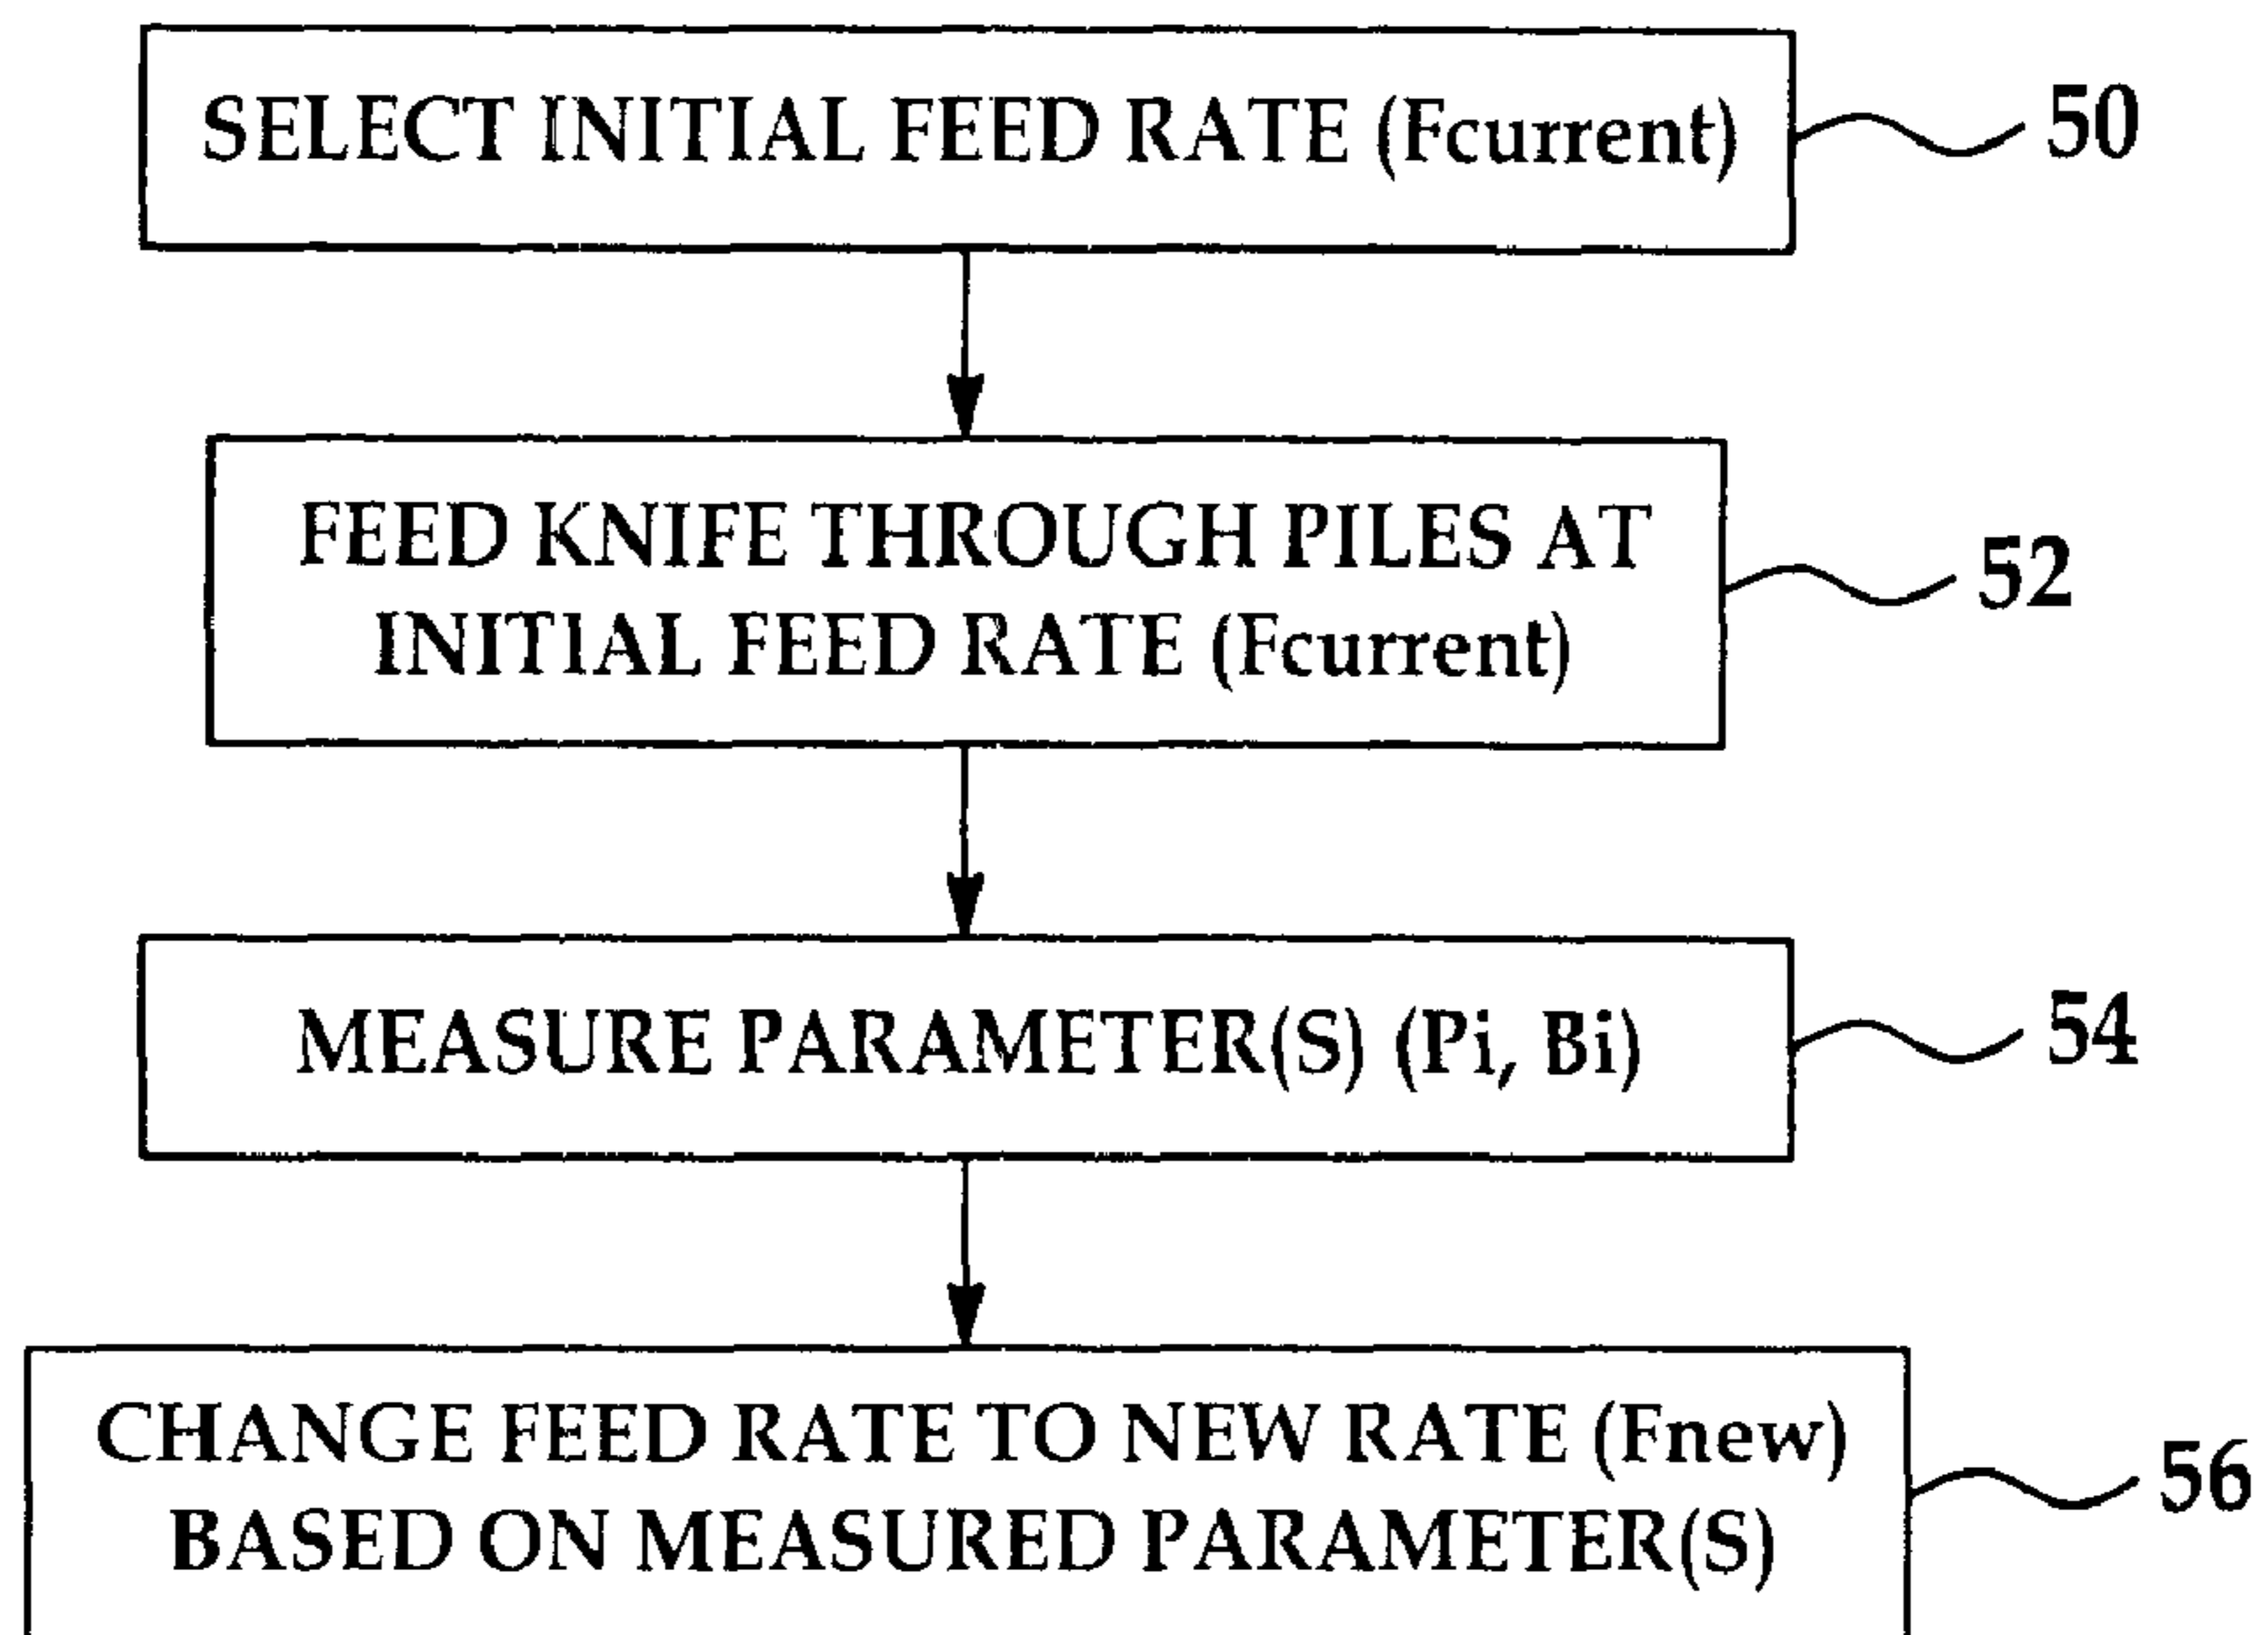 SELECT INITIAL FEED RATE (Fcurrent)
50
FEED KNIFE THROUGH PILES AT
INITIAL FEED RATE (Fcurrent)
52
MEASURE PARAMETER(S) (Pi, Bi)
54
CHANGE FEED RATE TO NEW RATE (Fnew)
BASED ON MEASURED PARAMETER(S)
56